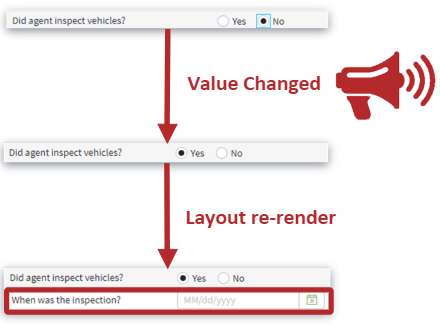 Did agent inspect vehicles? Yes No
Value Changed
Did agent inspect vehicles? Yes No
Layout re-render
Did agent inspect vehicles? Yes No
When was the inspection? MM/dd/yyyy